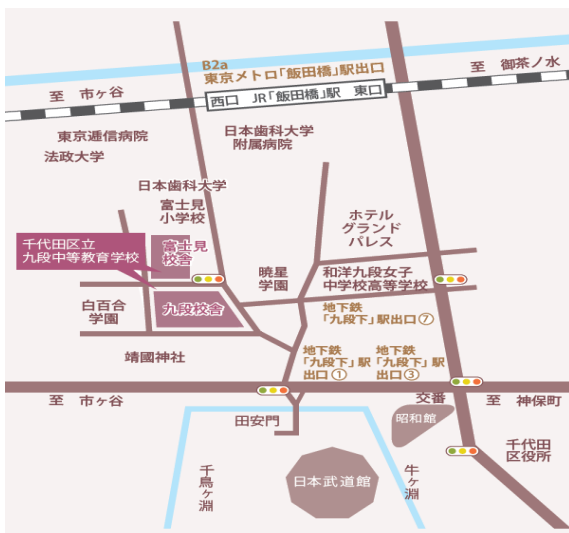 B2a
東京メトロ「飯田橋」駅出口
至 御茶ノ水
至 市ヶ谷
西口 JR「飯田橋」駅 東口
東京逓信病院
法政大学
日本歯科大学
附属病院
日本歯科大学
富士見
小学校
ホテル
グランド
パレス
千代田区立
九段中等教育学校
富士見
校舎
暁星
学園
和洋九段女子
中学校高等学校
白百合
学園
九段校舎
地下鉄
「九段下」駅出口⑦
靖國神社
地下鉄
「九段下」駅
出口①
地下鉄
「九段下」駅
出口③
至 市ヶ谷
交番
至 神保町
田安門
昭和館
千代田
区役所
千鳥ヶ淵
日本武道館
牛ヶ淵